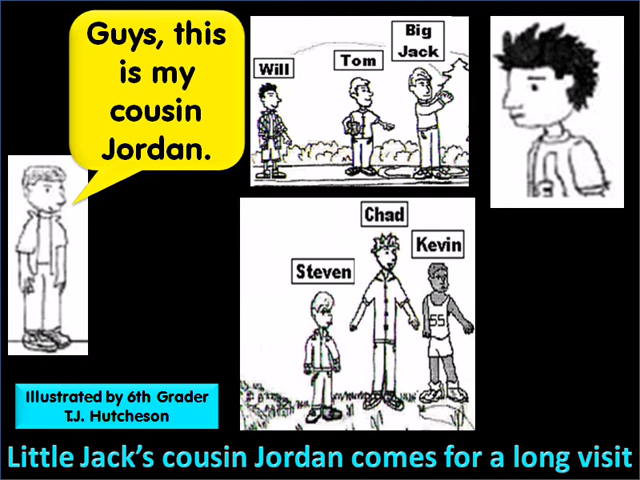 Guys, this
is my
cousin
Jordan.
Will
Tom
Big
Jack
Chad
Kevin
Steven
55
Illustrated by 6th Grader
T.J. Hutcheson
Little Jack's cousin Jordan comes for a long visit